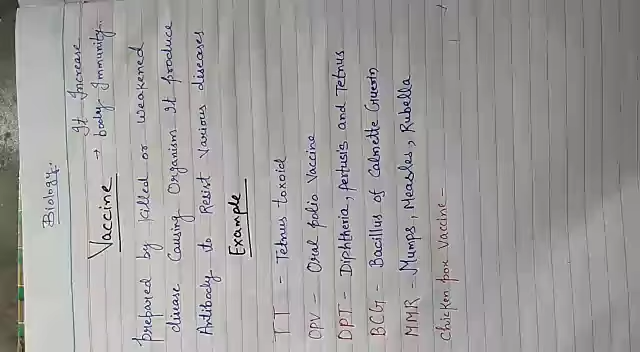 Biology.
It Increase
Vaccine → body Immunity..
prepared by killed or weakened
disease Causing Organism It produce
Antibody to Resist Various diseases
Example
TT - Tetnus toxoid
OPV - Oral polio Vaccine
DPT - Diphtheria, pertusis and Tetnus
BCG - Bacillus of Calmette Guerin
MMR - Mumps, Measles, Rubella
Chicken pox Vaccine -